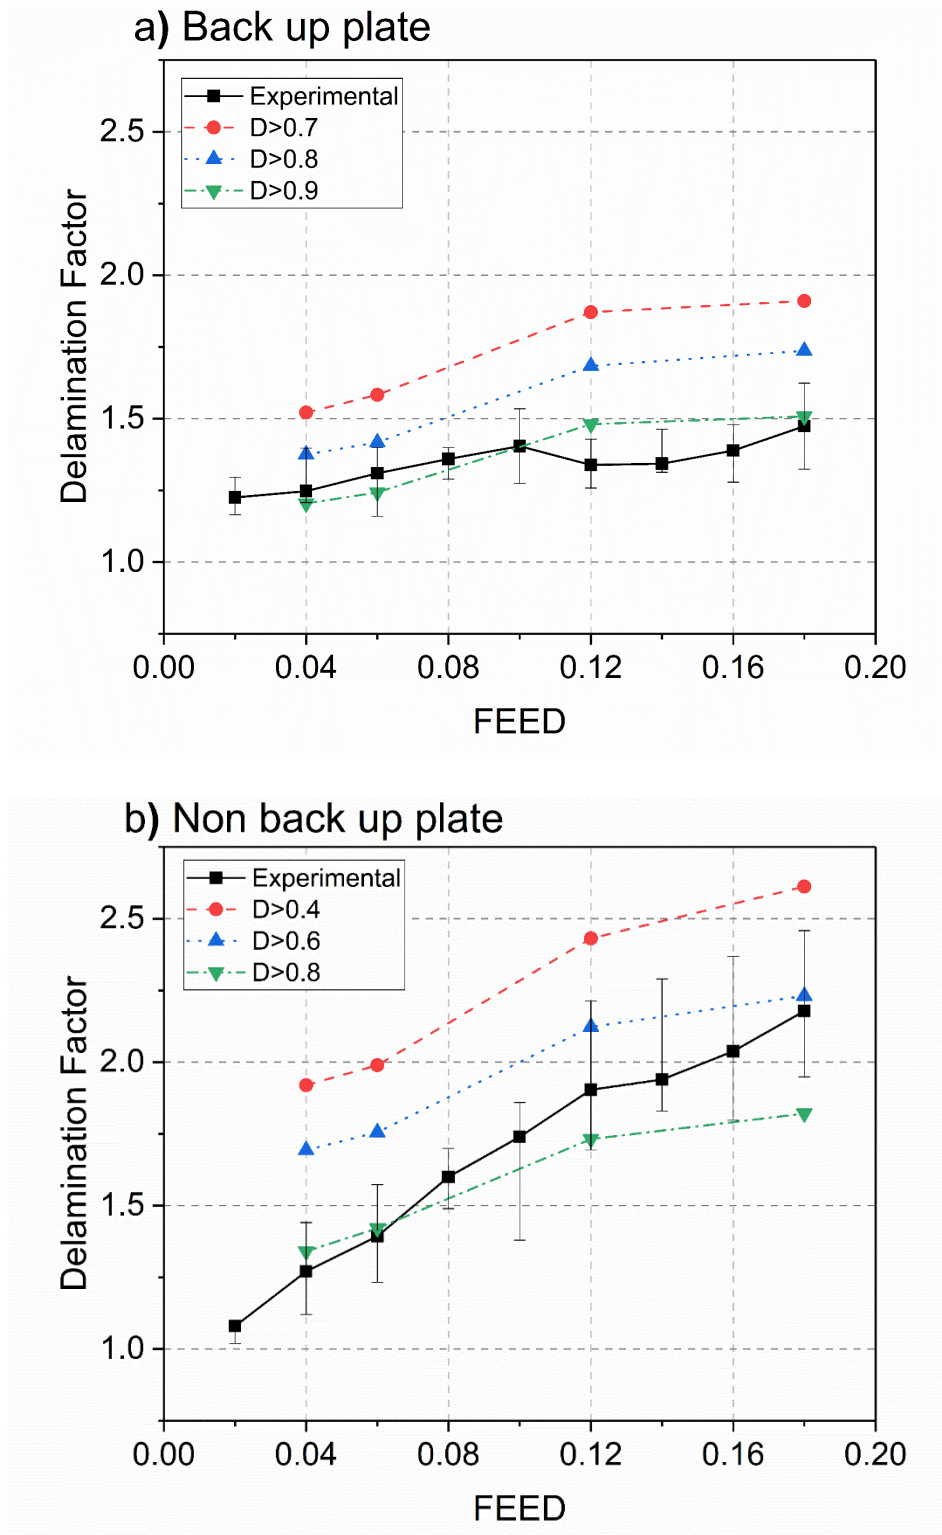 a) Back up plate
Experimental
D>0.7
D>0.8
D>0.9
2.5
2.0
1.5
1.0
Delamination Factor
0.00 0.04 0.08 0.12 0.16 0.20
FEED
b) Non back up plate
Experimental
D>0.4
D>0.6
D>0.8
2.5
2.0
1.5
1.0
Delamination Factor
0.00 0.04 0.08 0.12 0.16 0.20
FEED